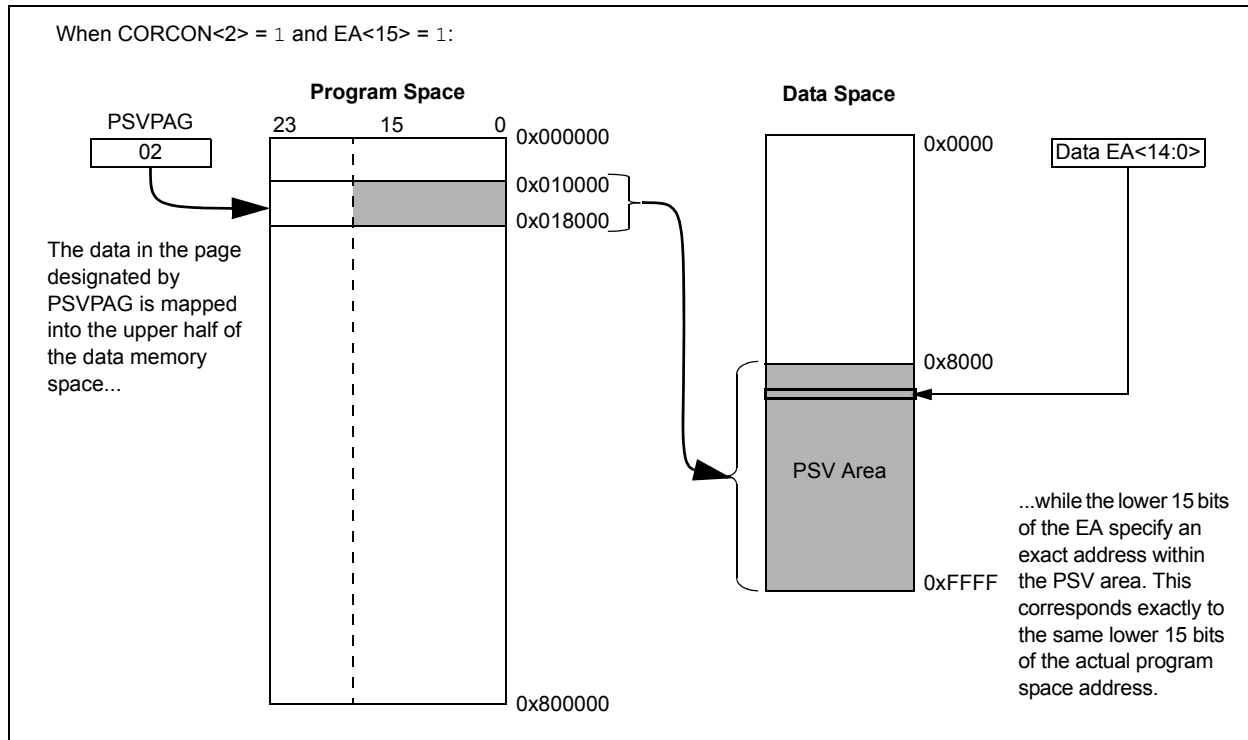 When CORCON<2> = 1 and EA<15> = 1:
Program Space
Data Space
PSVPAG
02
23
15
0
0x000000
0x010000
0x018000
0x800000
The data in the page
designated by
PSVPAG is mapped
into the upper half of
the data memory
space...
0x0000
0x8000
0xFFFF
PSV Area
Data EA<14:0>
...while the lower 15 bits
of the EA specify an
exact address within
the PSV area. This
corresponds exactly to
the same lower 15 bits
of the actual program
space address.